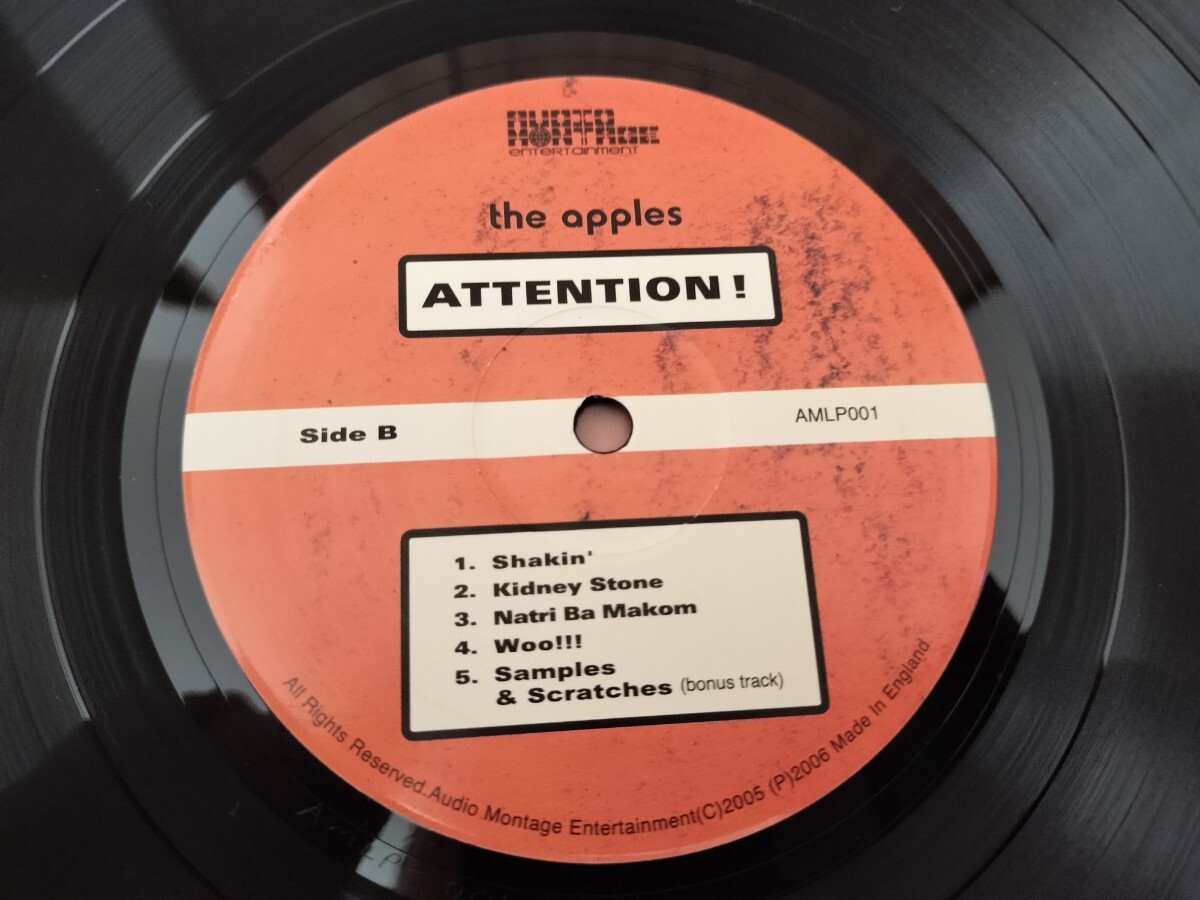 AUDIO
MONTAGE
ENTERTAINMENT
the apples
ATTENTION!
Side B
AMLP001
1. Shakin'
2. Kidney Stone
3. Natri Ba Makom
4. Woo!!!
5. Samples
& Scratches (bonus track)
All Rights Reserved.Audio Montage Entertainment(C)2005 (P)2006 Made In England